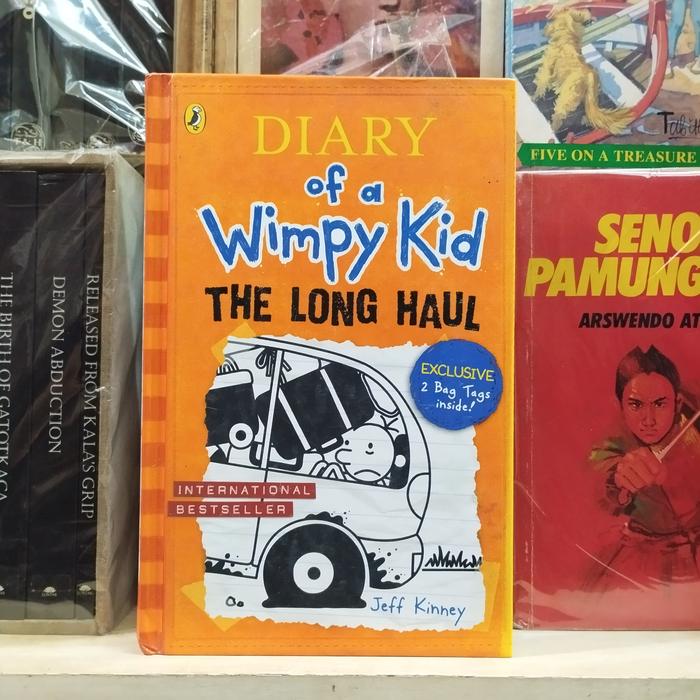 DIARY
of a
Wimpy Kid
THE LONG HAUL
EXCLUSIVE
2 Bag Tags
inside!
INTERNATIONAL
BESTSELLER
Jeff Kinney
THE BIRTH OF GATOTKACA
DEMON ABDUCTION
RELEASED FROM KALA'S GRIP
FIVE ON A TREASURE
SENO
PAMUNG
ARSWENDO AT